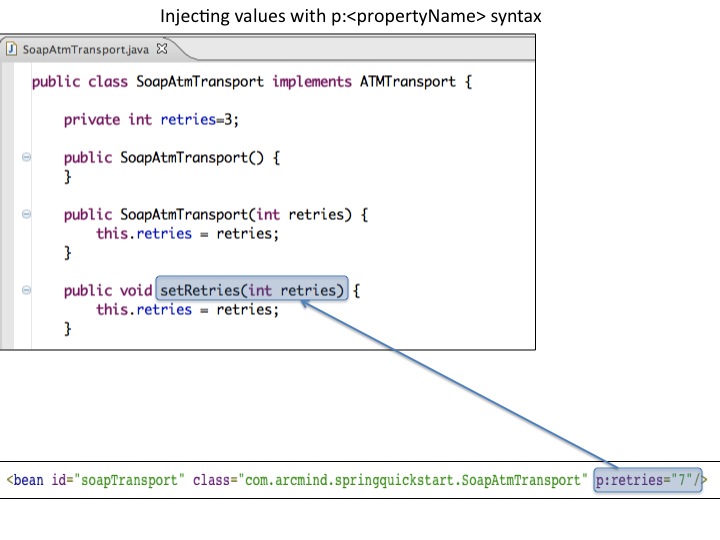 Injecting values with p:<propertyName> syntax
SoapAtmTransport.java
public class SoapAtmTransport implements ATMTransport {
private int retries=3;
public SoapAtmTransport() {
}
public SoapAtmTransport(int retries) {
this.retries = retries;
}
public void setRetries(int retries) {
this.retries = retries;
}
<bean id="soapTransport" class="com.arcmind.springquickstart.SoapAtmTransport" p:retries="7"/>